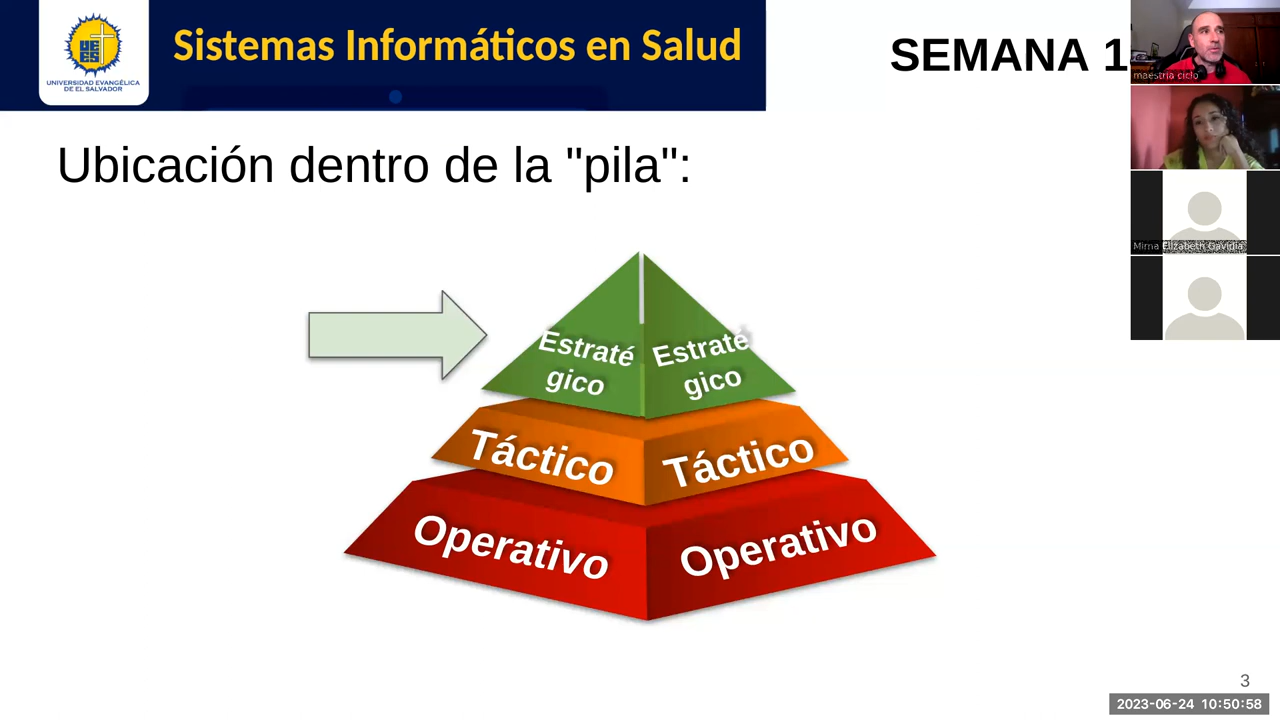 Sistemas Informáticos en Salud
UNIVERSIDAD EVANGÉLICA
DE EL SALVADOR
SEMANA 1
maestria ciclo
Ubicación dentro de la "pila":
Mirna Elizabeth Gavidia
Estraté
gico
Estraté
gico
Táctico
Táctico
Operativo
Operativo
3
2023-06-24 10:50:58